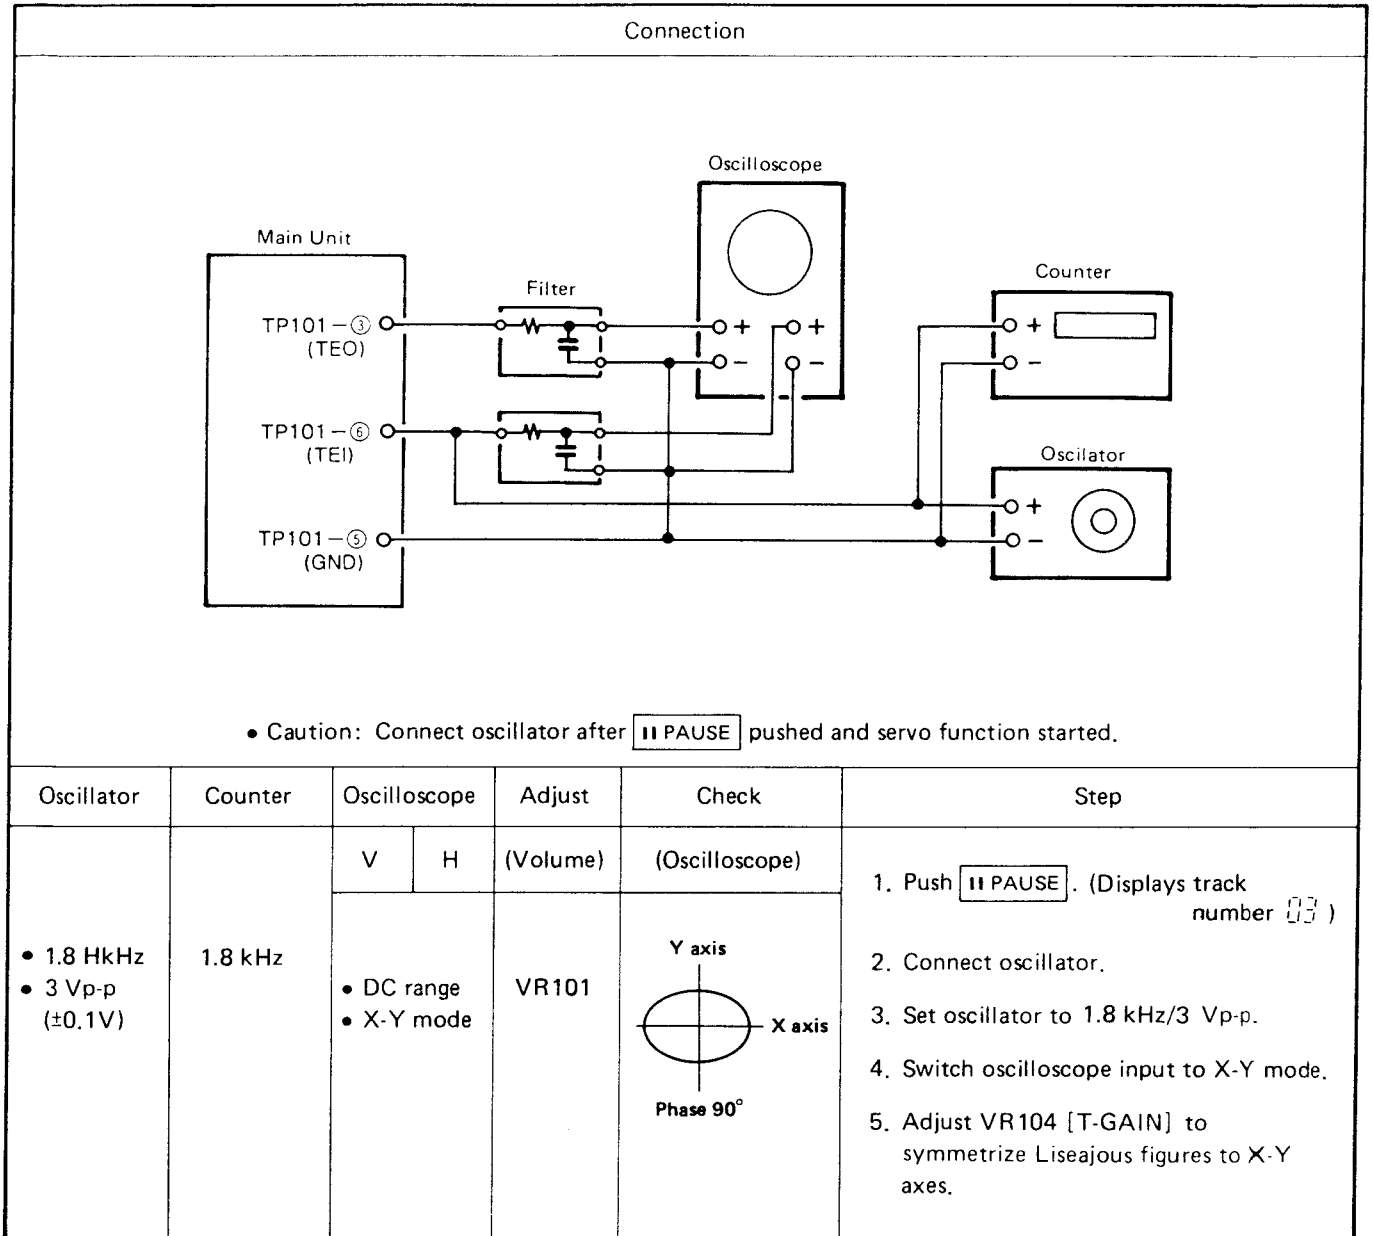 Connection
Oscilloscope
Main Unit
Filter
Counter
TP101-③
(TEO)
+ +
- -
+
-
TP101-⑥
(TEI)
Oscilator
+
-
TP101-⑤
(GND)
• Caution: Connect oscillator after II PAUSE pushed and servo function started.
Oscillator Counter Oscilloscope Adjust Check Step
V H (Volume) (Oscilloscope)
• 1.8 HkHz
• 3 Vp-p
(±0.1V)
1.8 kHz
• DC range
• X-Y mode
VR101
Y axis
X axis
Phase 90°
1. Push II PAUSE. (Displays track
number 03)
2. Connect oscillator.
3. Set oscillator to 1.8 kHz/3 Vp-p.
4. Switch oscilloscope input to X-Y mode.
5. Adjust VR104 [T-GAIN] to
symmetrize Liseajous figures to X-Y
axes.